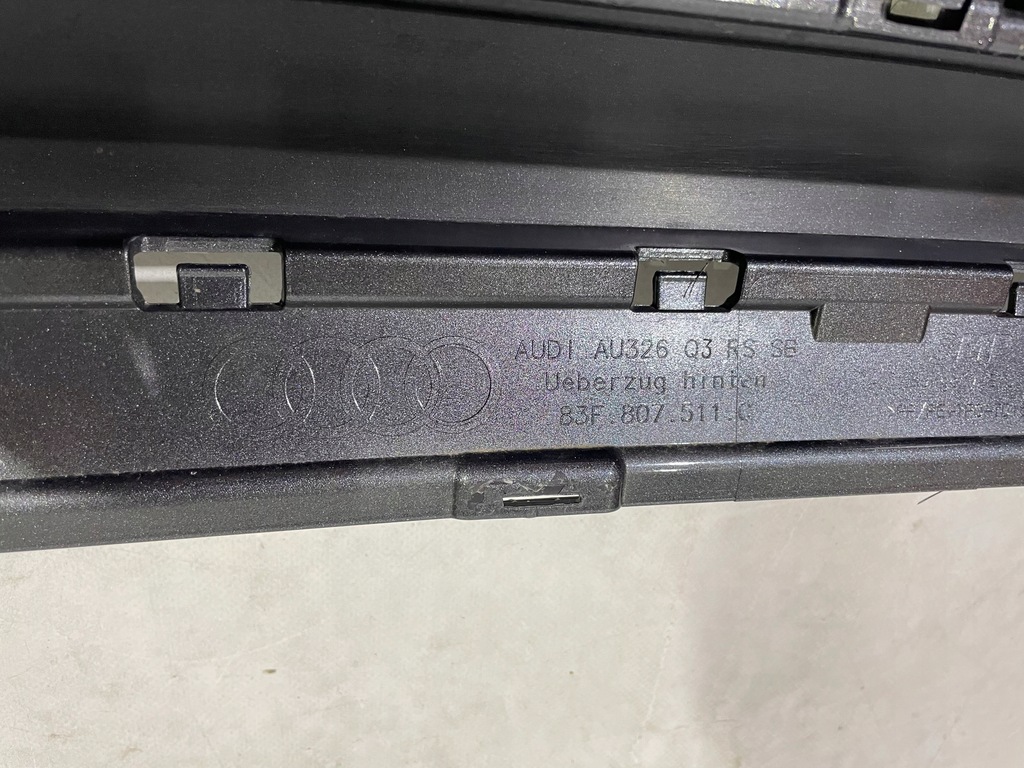 AUDI AU326 Q3 RS SB
Ueberzug hinten
83F.807.511.C